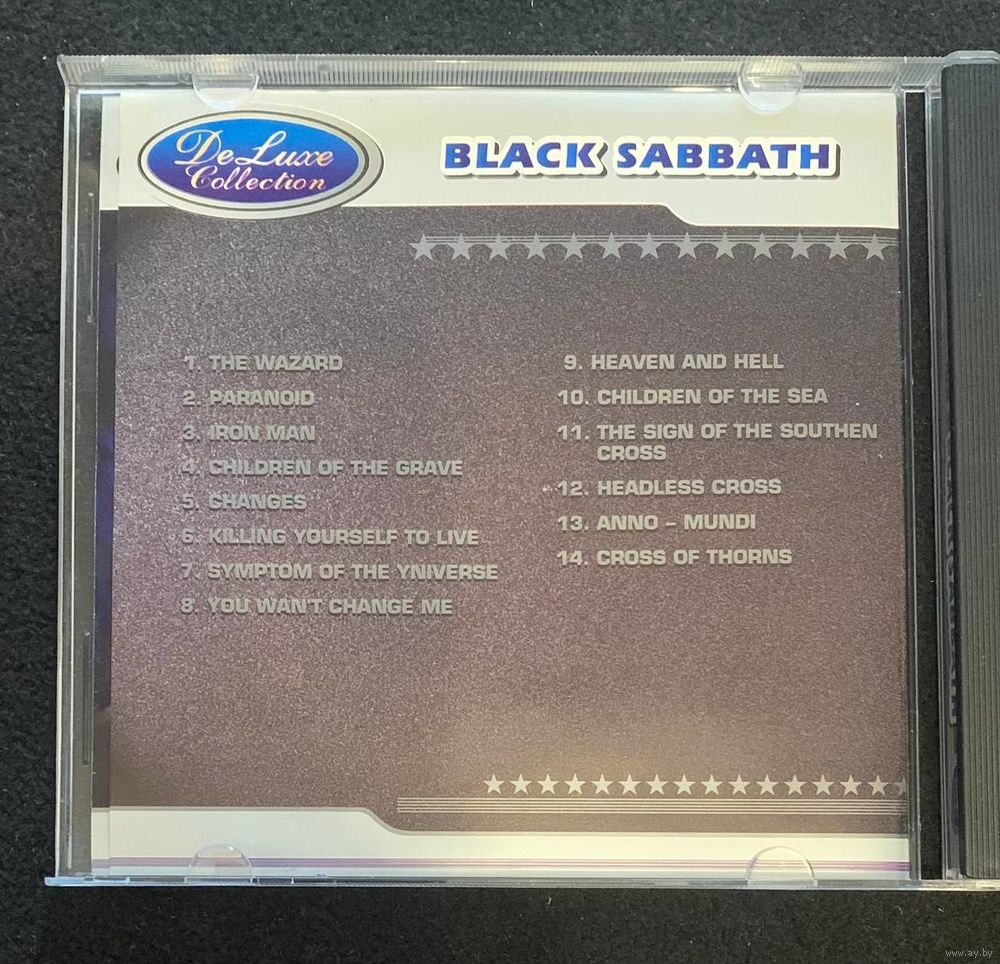 DeLuxe
Collection
BLACK SABBATH
1. THE WAZARD
2. PARANOID
3. IRON MAN
4. CHILDREN OF THE GRAVE
5. CHANGES
6. KILLING YOURSELF TO LIVE
7. SYMPTOM OF THE YNIVERSE
8. YOU WAN'T CHANGE ME
9. HEAVEN AND HELL
10. CHILDREN OF THE SEA
11. THE SIGN OF THE SOUTHEN
CROSS
12. HEADLESS CROSS
13. ANNO – MUNDI
14. CROSS OF THORNS
www.ay.by